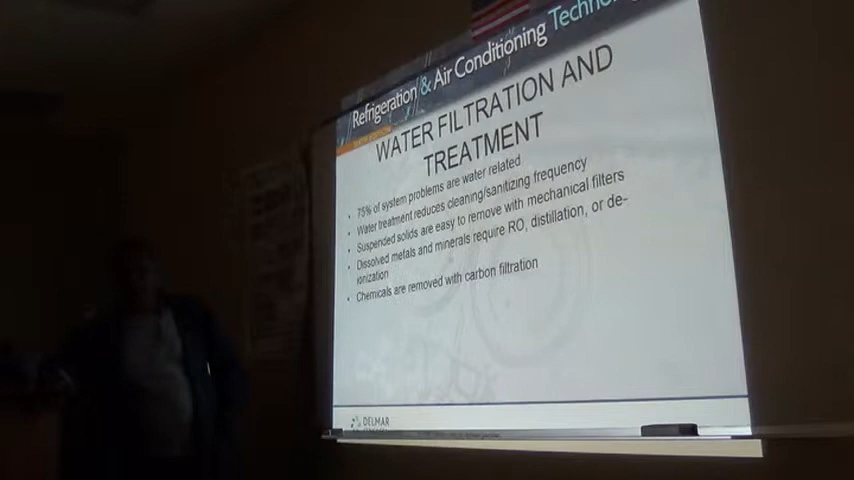 Refrigeration & Air Conditioning
WATER FILTRATION AND
TREATMENT
• 75% of system problems are water related
• Water treatment reduces cleaning/sanitizing frequency
• Suspended solids are easy to remove with mechanical filters
• Dissolved metals and minerals require RO, distillation, or de-
ionization
• Chemicals are removed with carbon filtration
DELMAR